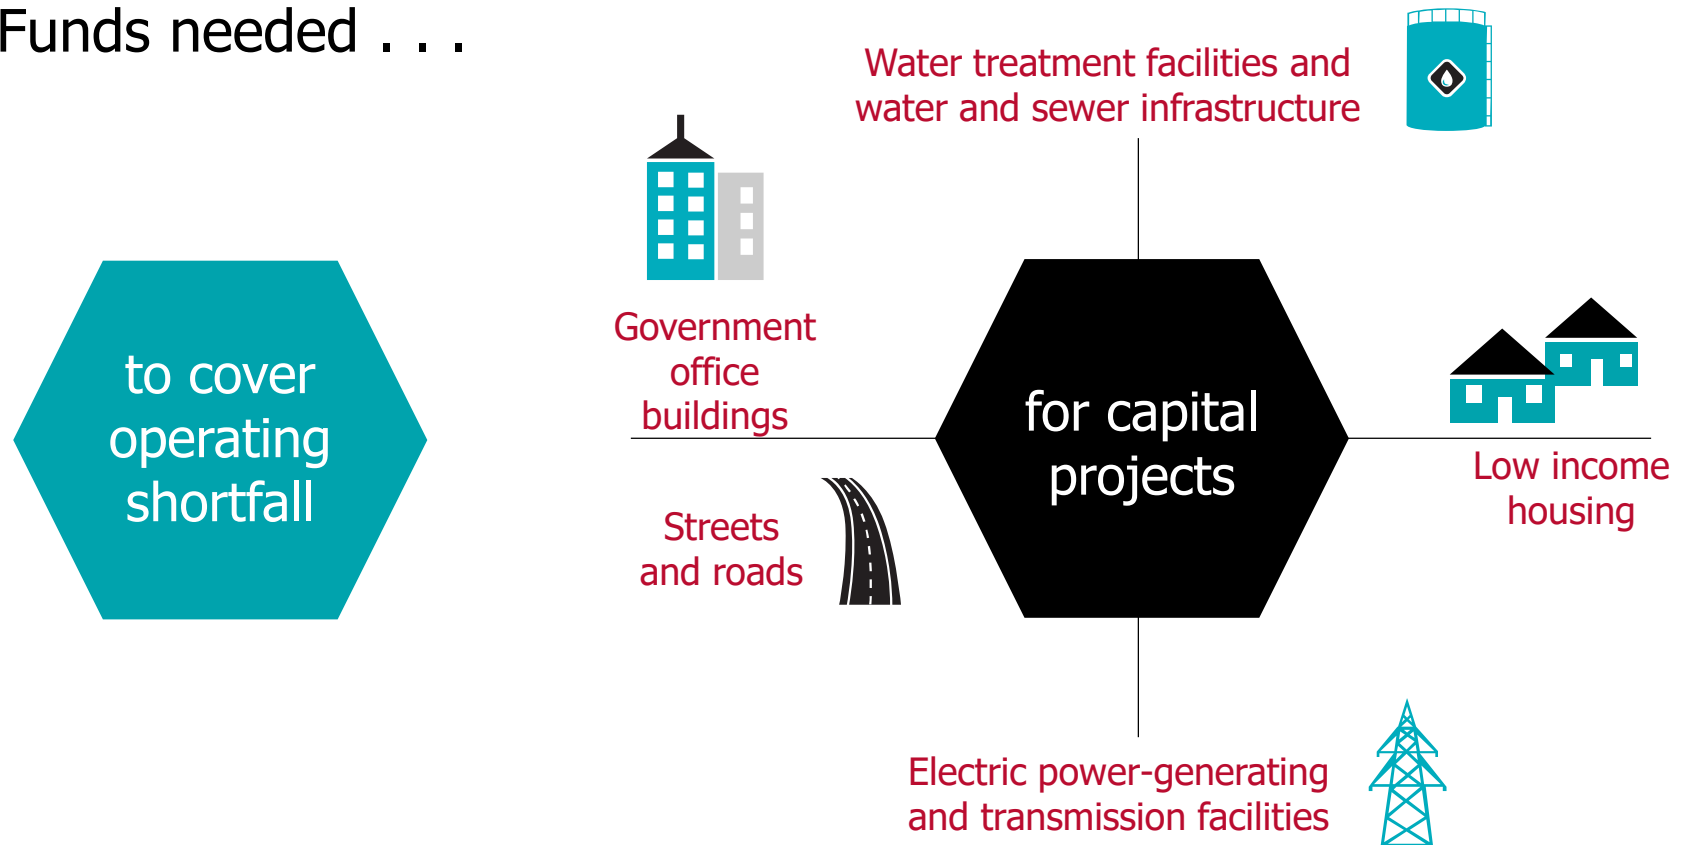 Funds needed . . .
Water treatment facilities and
water and sewer infrastructure
Government
office
buildings
to cover
operating
shortfall
for capital
projects
Low income
housing
Streets
and roads
Electric power-generating
and transmission facilities